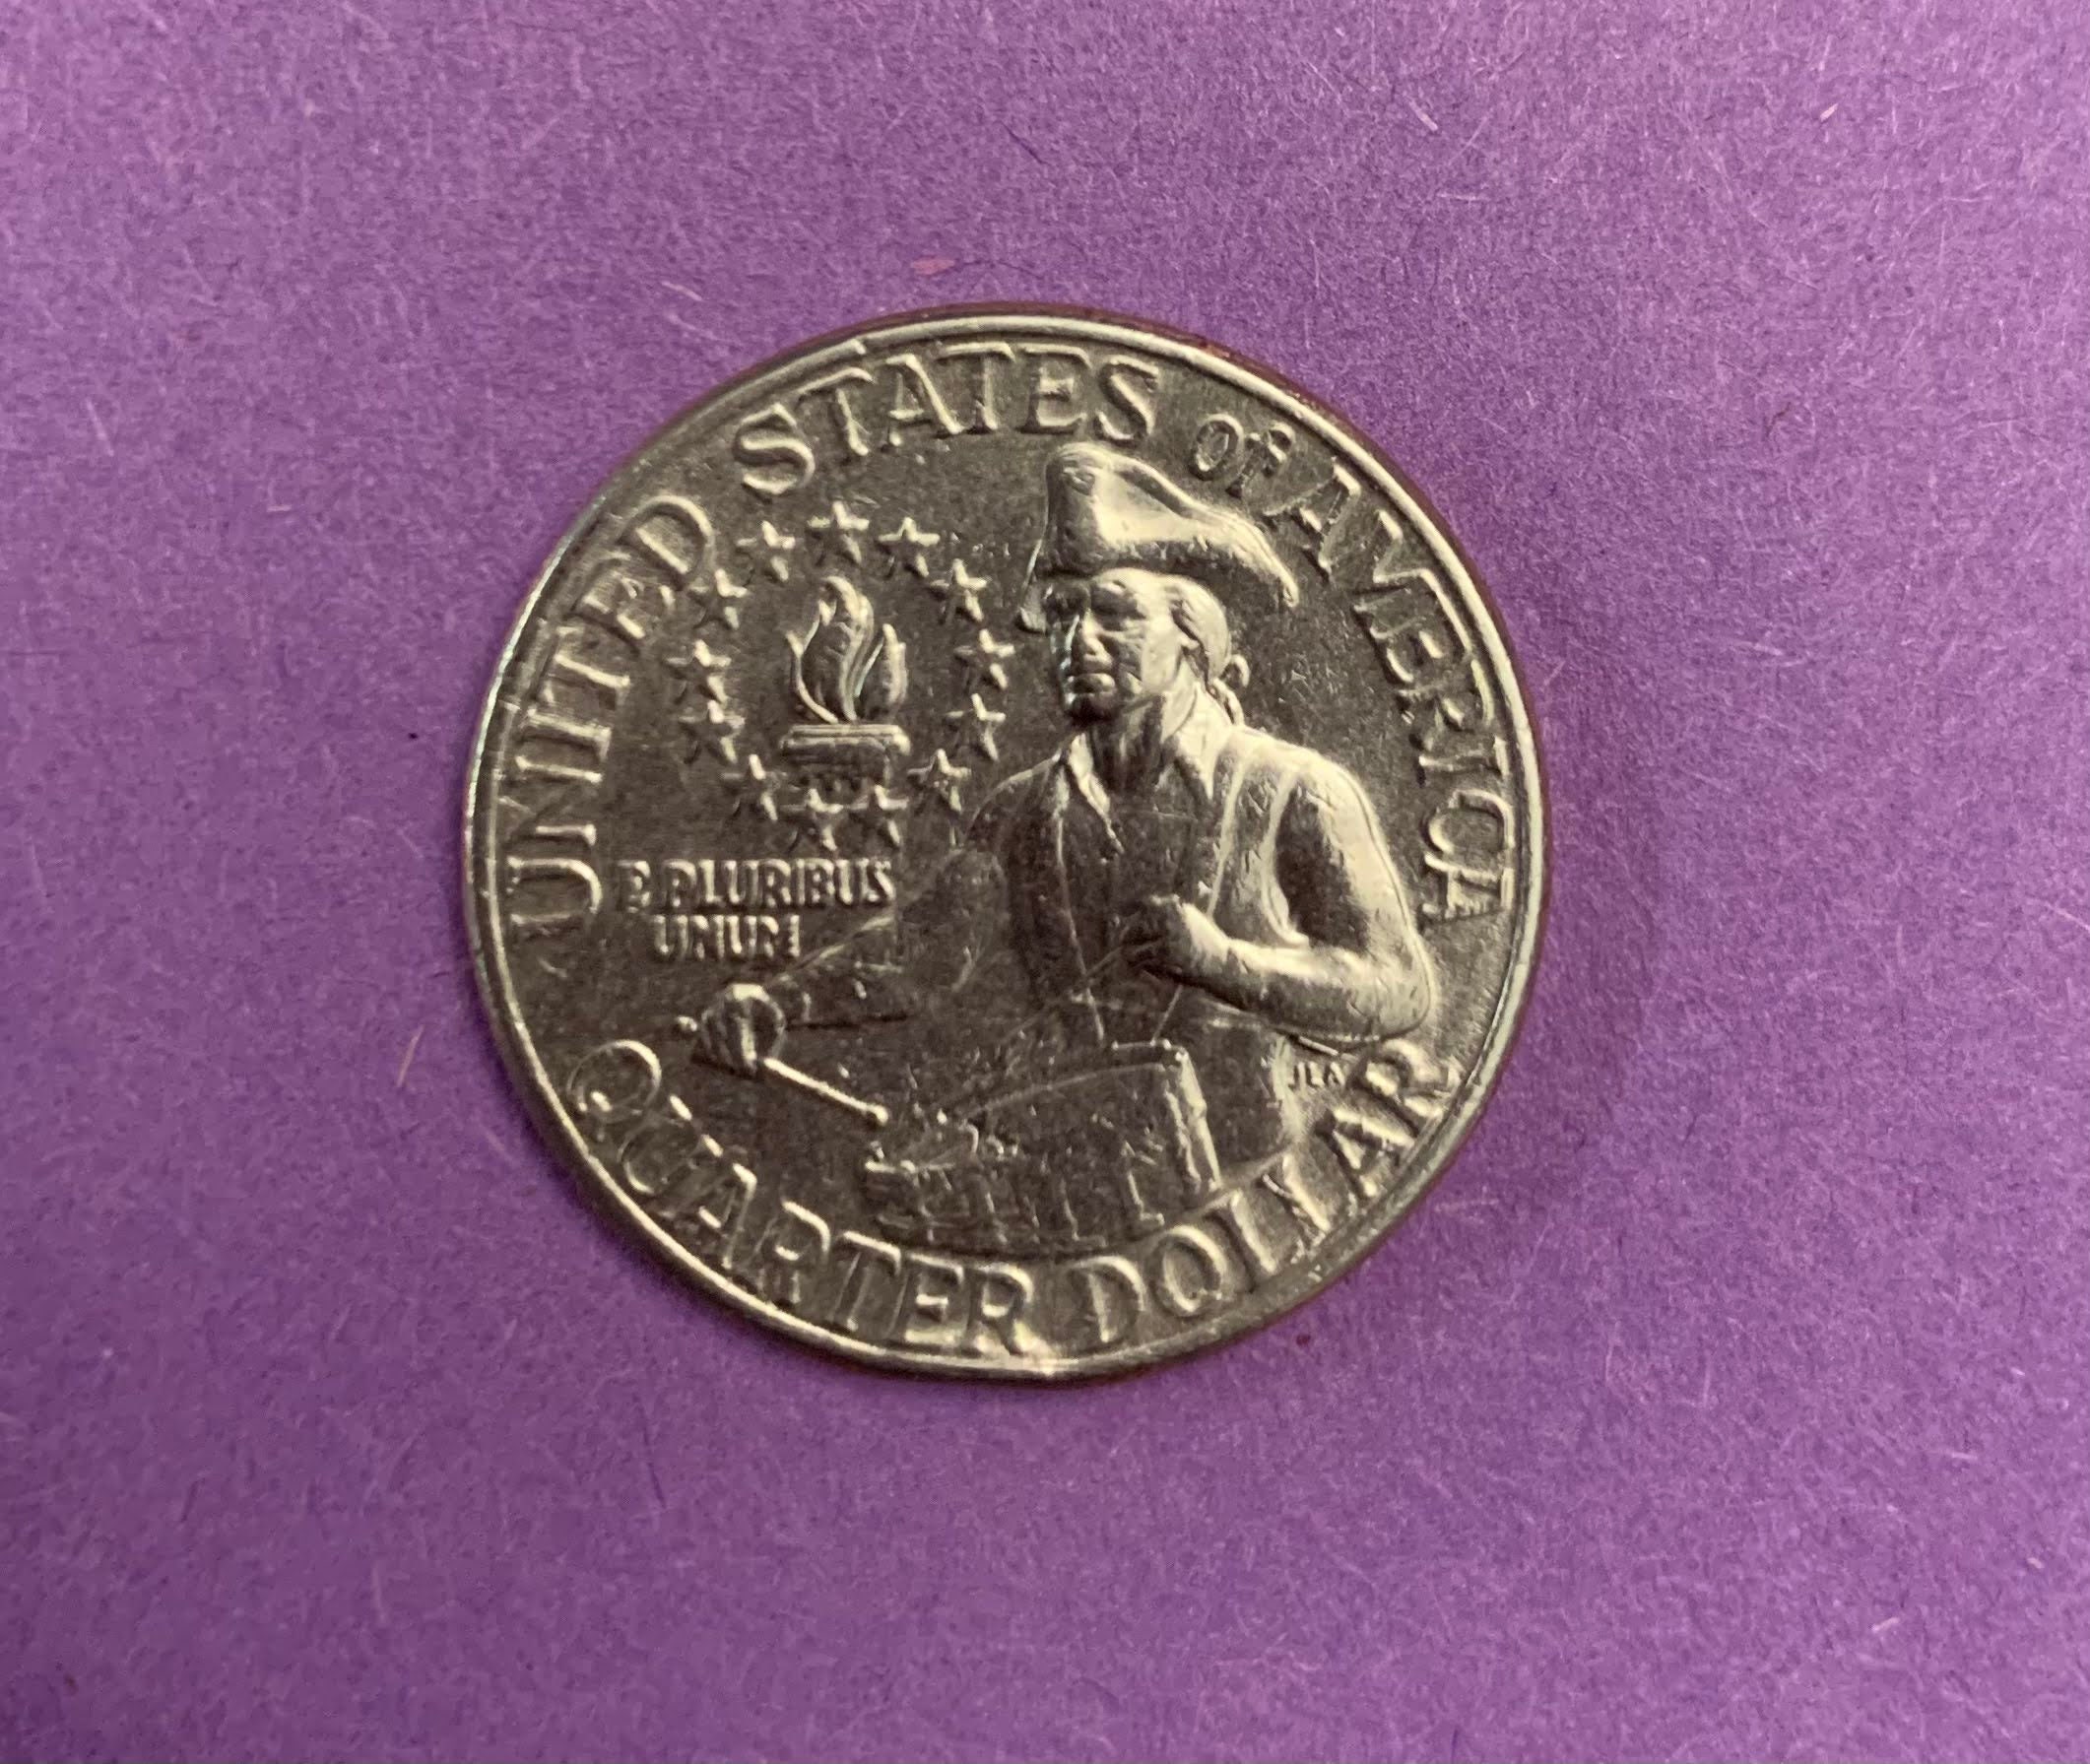 UNITED STATES of AMERICA
E PLURIBUS
UNUM
JLA
QUARTER DOLLAR